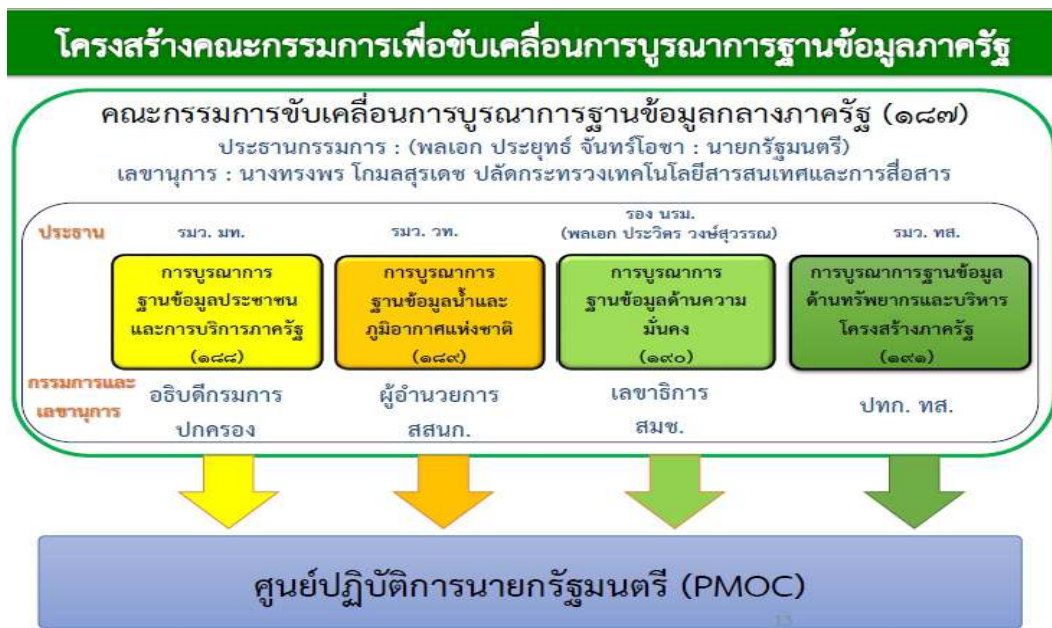 โครงสร้างคณะกรรมการเพื่อขับเคลื่อนการบูรณาการฐานข้อมูลภาครัฐ
คณะกรรมการขับเคลื่อนการบูรณาการฐานข้อมูลกลางภาครัฐ (๑๘๗)
ประธานกรรมการ : (พลเอก ประยุทธ์ จันทร์โอชา : นายกรัฐมนตรี)
เลขานุการ : นางทรงพร โกมลสุรเดช ปลัดกระทรวงเทคโนโลยีสารสนเทศและการสื่อสาร
ประธาน
รมว. มท.
รมว. วท.
รอง นรม.
(พลเอก ประวิตร วงษ์สุวรรณ)
รมว. ทส.
การบูรณาการ
ฐานข้อมูลประชาชน
และการบริการภาครัฐ
(๑๘๘)
การบูรณาการ
ฐานข้อมูลน้ำและ
ภูมิอากาศแห่งชาติ
(๑๘๙)
การบูรณาการ
ฐานข้อมูลด้านความ
มั่นคง
(๑๙๐)
การบูรณาการฐานข้อมูล
ด้านทรัพยากรและบริหาร
โครงสร้างภาครัฐ
(๑๙๑)
กรรมการและ
เลขานุการ
อธิบดีกรมการ
ปกครอง
ผู้อำนวยการ
สสนก.
เลขาธิการ
สมช.
ปทก. ทส.
ศูนย์ปฏิบัติการนายกรัฐมนตรี (PMOC)
13